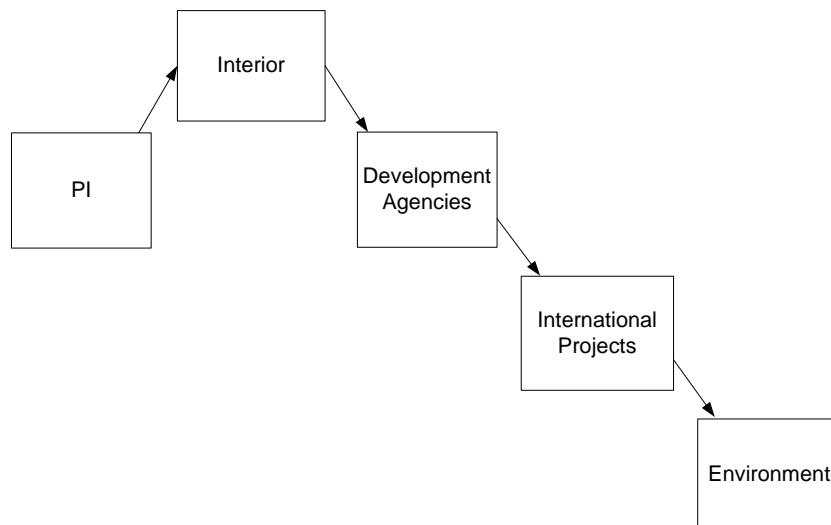 Interior
PI
Development
Agencies
International
Projects
Environment